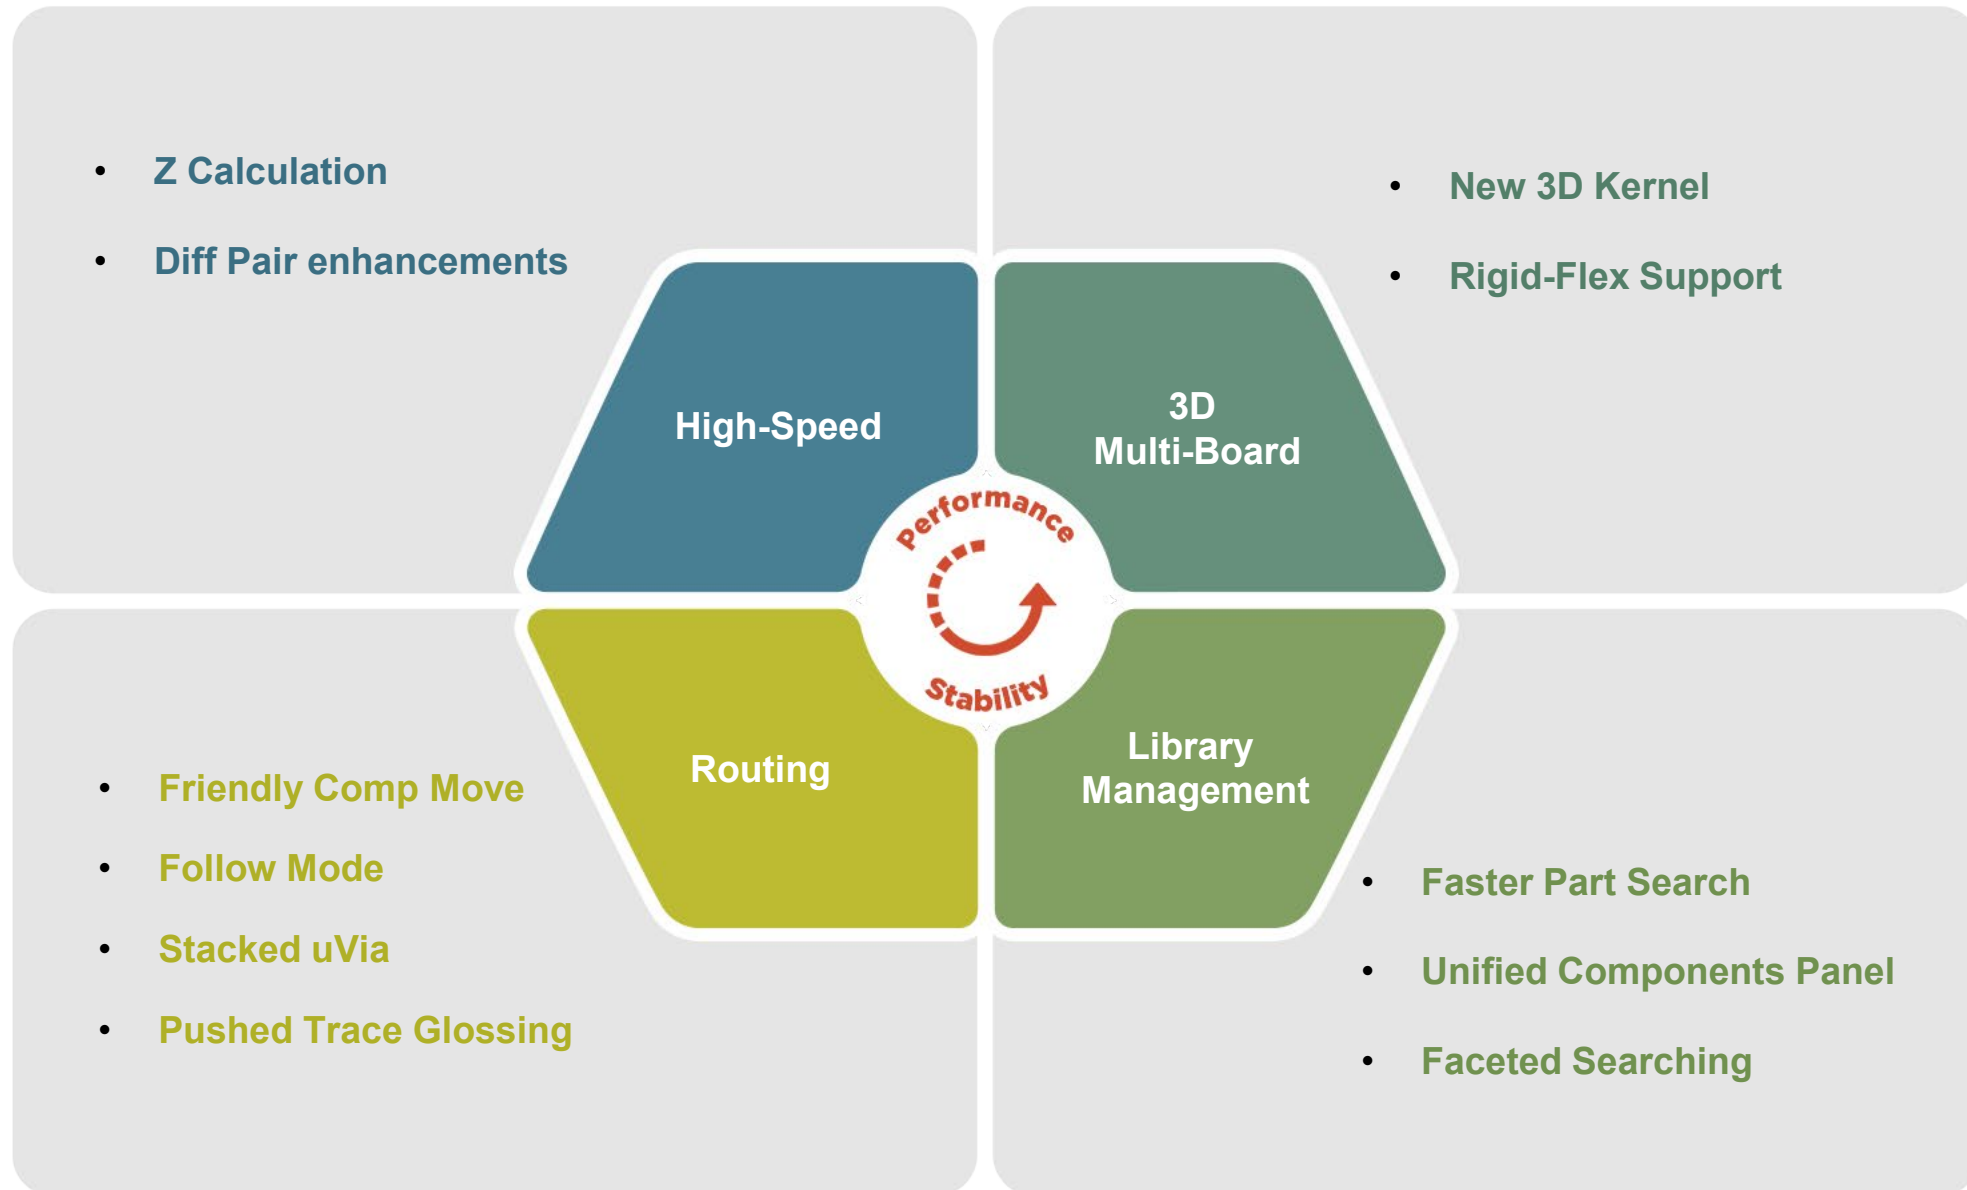 • Z Calculation
• Diff Pair enhancements
• New 3D Kernel
• Rigid-Flex Support
High-Speed
3D
Multi-Board
Performance
Stability
Routing
Library
Management
• Friendly Comp Move
• Follow Mode
• Stacked uVia
• Pushed Trace Glossing
• Faster Part Search
• Unified Components Panel
• Faceted Searching